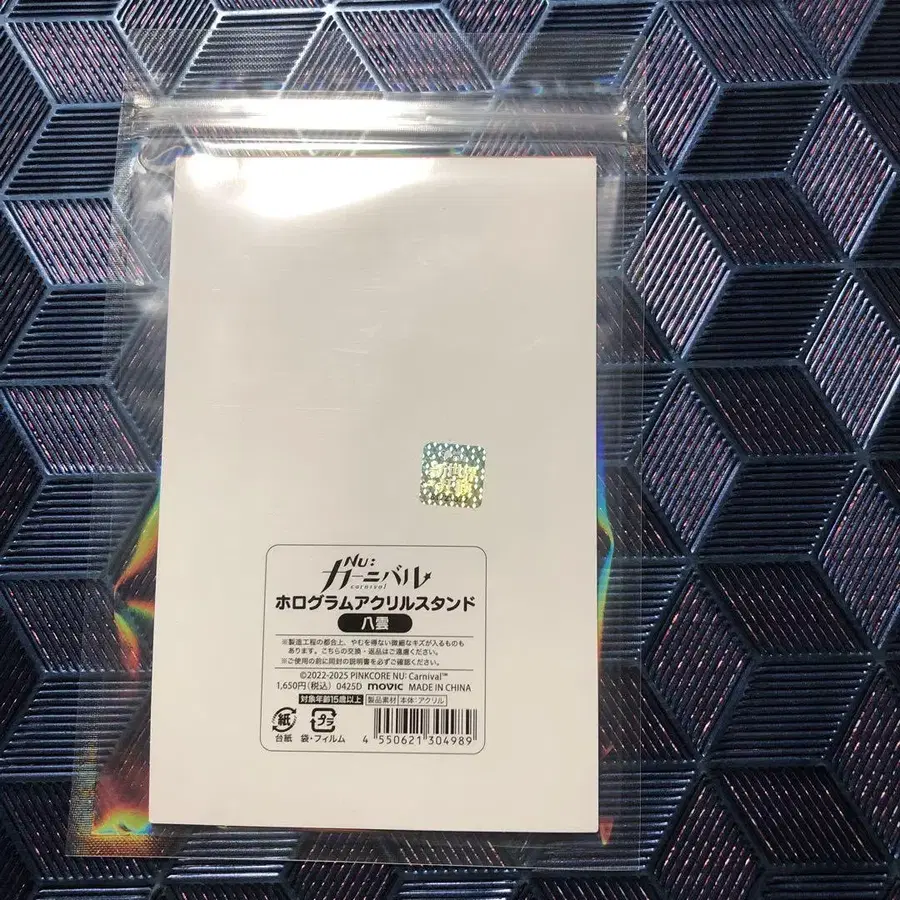 NU:
カーニバル
carnival
ホログラムアクリルスタンド
八雲
※製造工程の都合上、やむを得ない微細なキズが入るものも
あります。こちらの交換・返品はご遠慮ください。
※ご使用の前に同封の説明書を必ずご確認ください。
©2022-2025 PINKCORE NU: Carnival™
1,650円(税込) 0425D movic MADE IN CHINA
対象年齢15歳以上 製品素材 本体：アクリル
紙 プラ
台紙 袋・フィルム
4 550621 304989